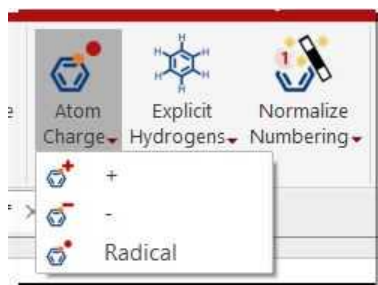 Atom Explicit Normalize
Charge Hydrogens Numbering
+
-
Radical